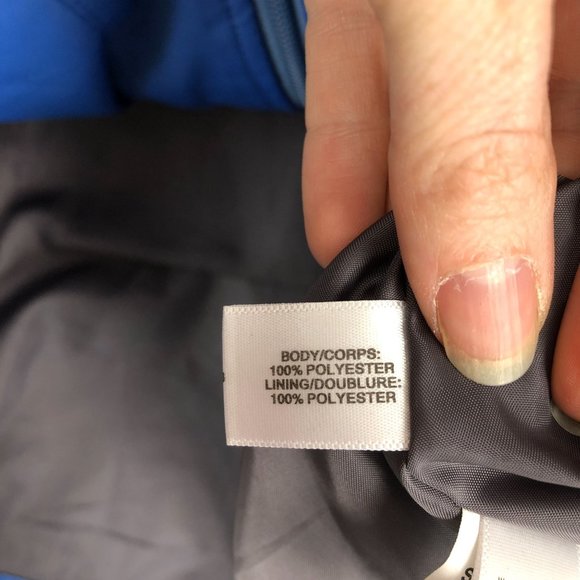 BODY/CORPS:
100% POLYESTER
LINING/DOUBLURE:
100% POLYESTER